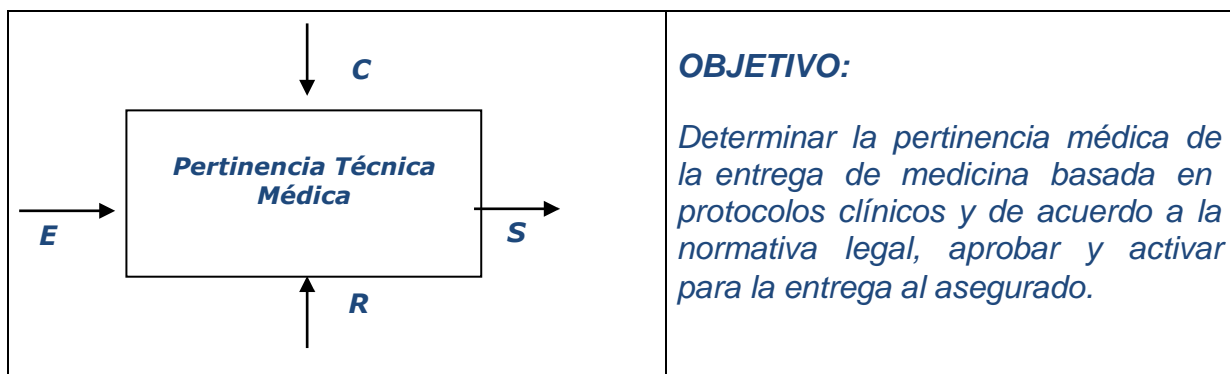 C
Pertinencia Técnica
Médica
E
S
R
OBJETIVO:
Determinar la pertinencia médica de
la entrega de medicina basada en
protocolos clínicos y de acuerdo a la
normativa legal, aprobar y activar
para la entrega al asegurado.